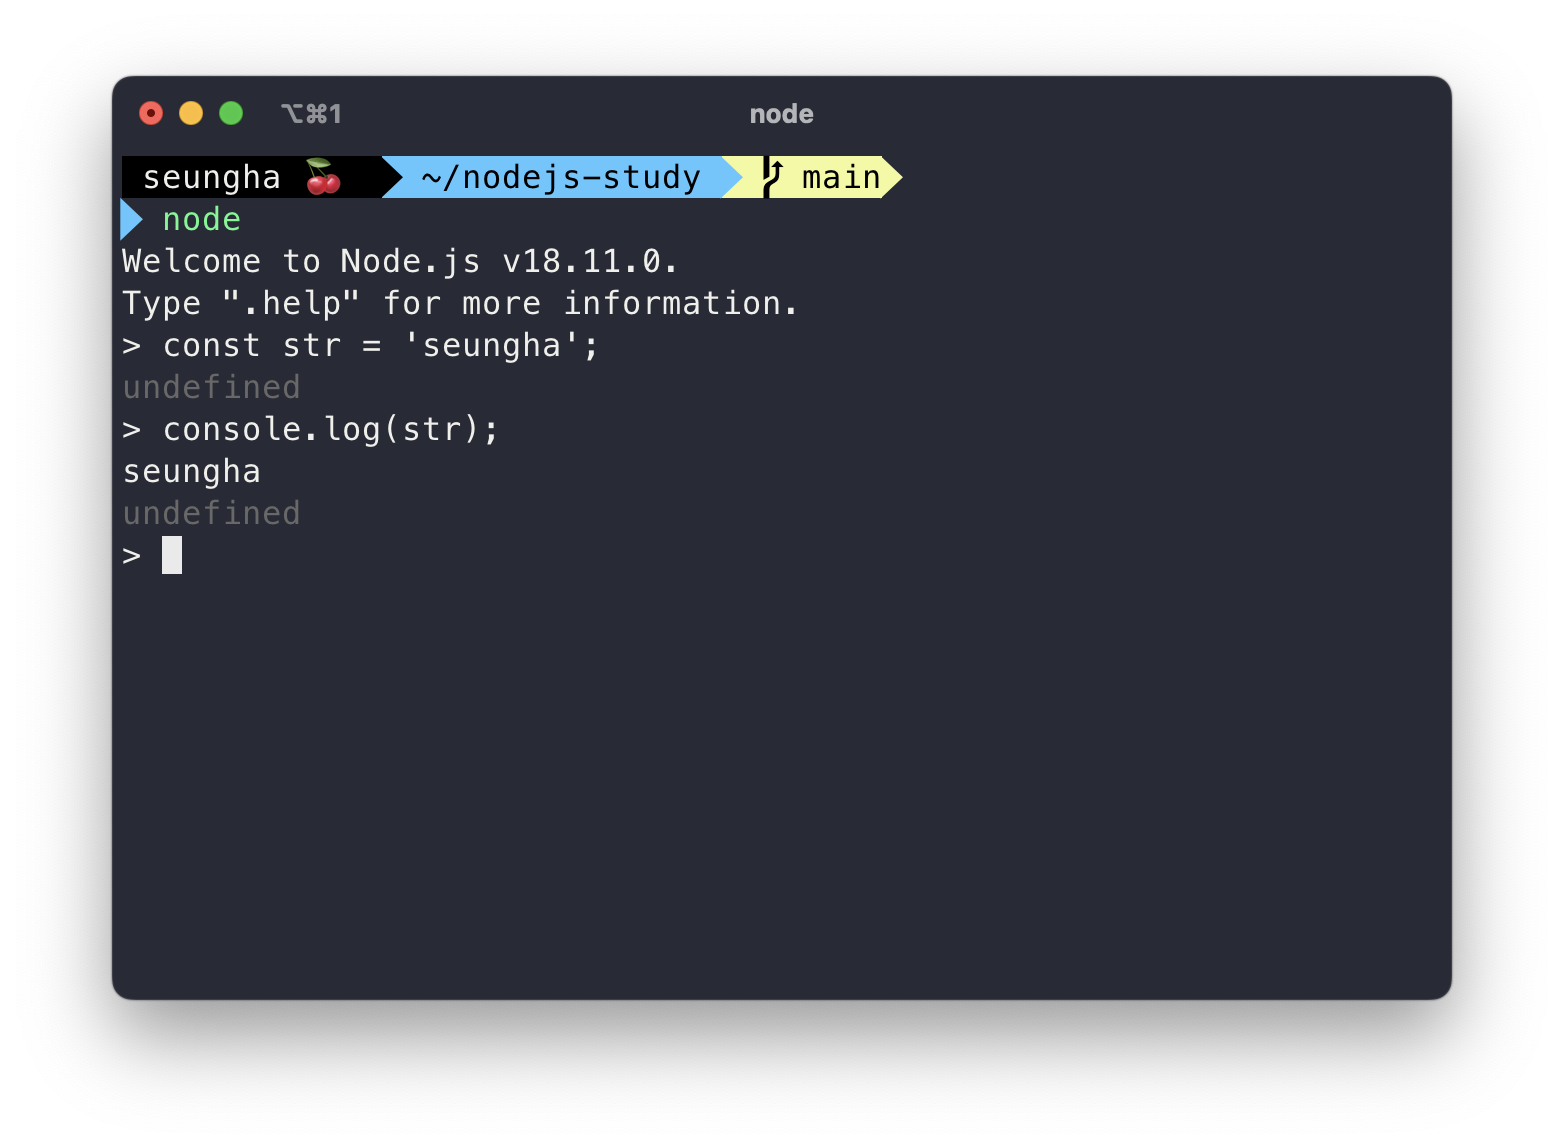 ⌥⌘1
node
seungha 🍒 ~/nodejs-study main
node
Welcome to Node.js v18.11.0.
Type ".help" for more information.
> const str = 'seungha';
undefined
> console.log(str);
seungha
undefined
>